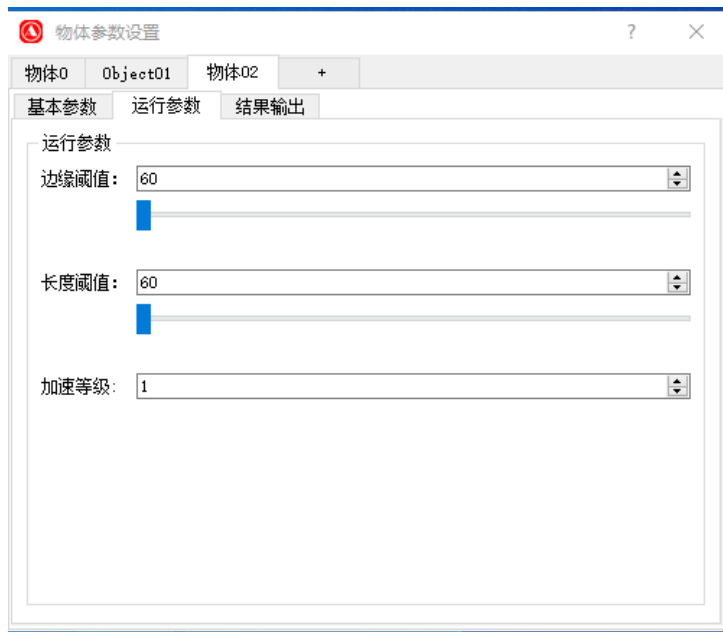 物体参数设置 ?
物体0 Object01 物体02 +
基本参数 运行参数 结果输出
运行参数
边缘阈值: 60
长度阈值: 60
加速等级: 1